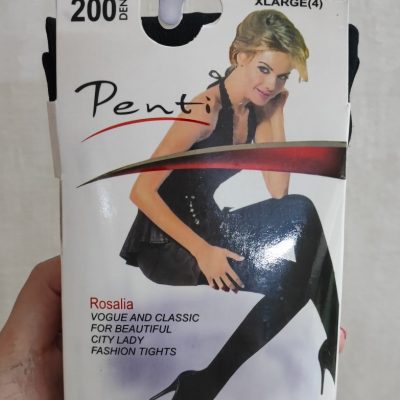 200 DEN
XLARGE(4)
Penti
Rosalia
VOGUE AND CLASSIC
FOR BEAUTIFUL
CITY LADY
FASHION TIGHTS